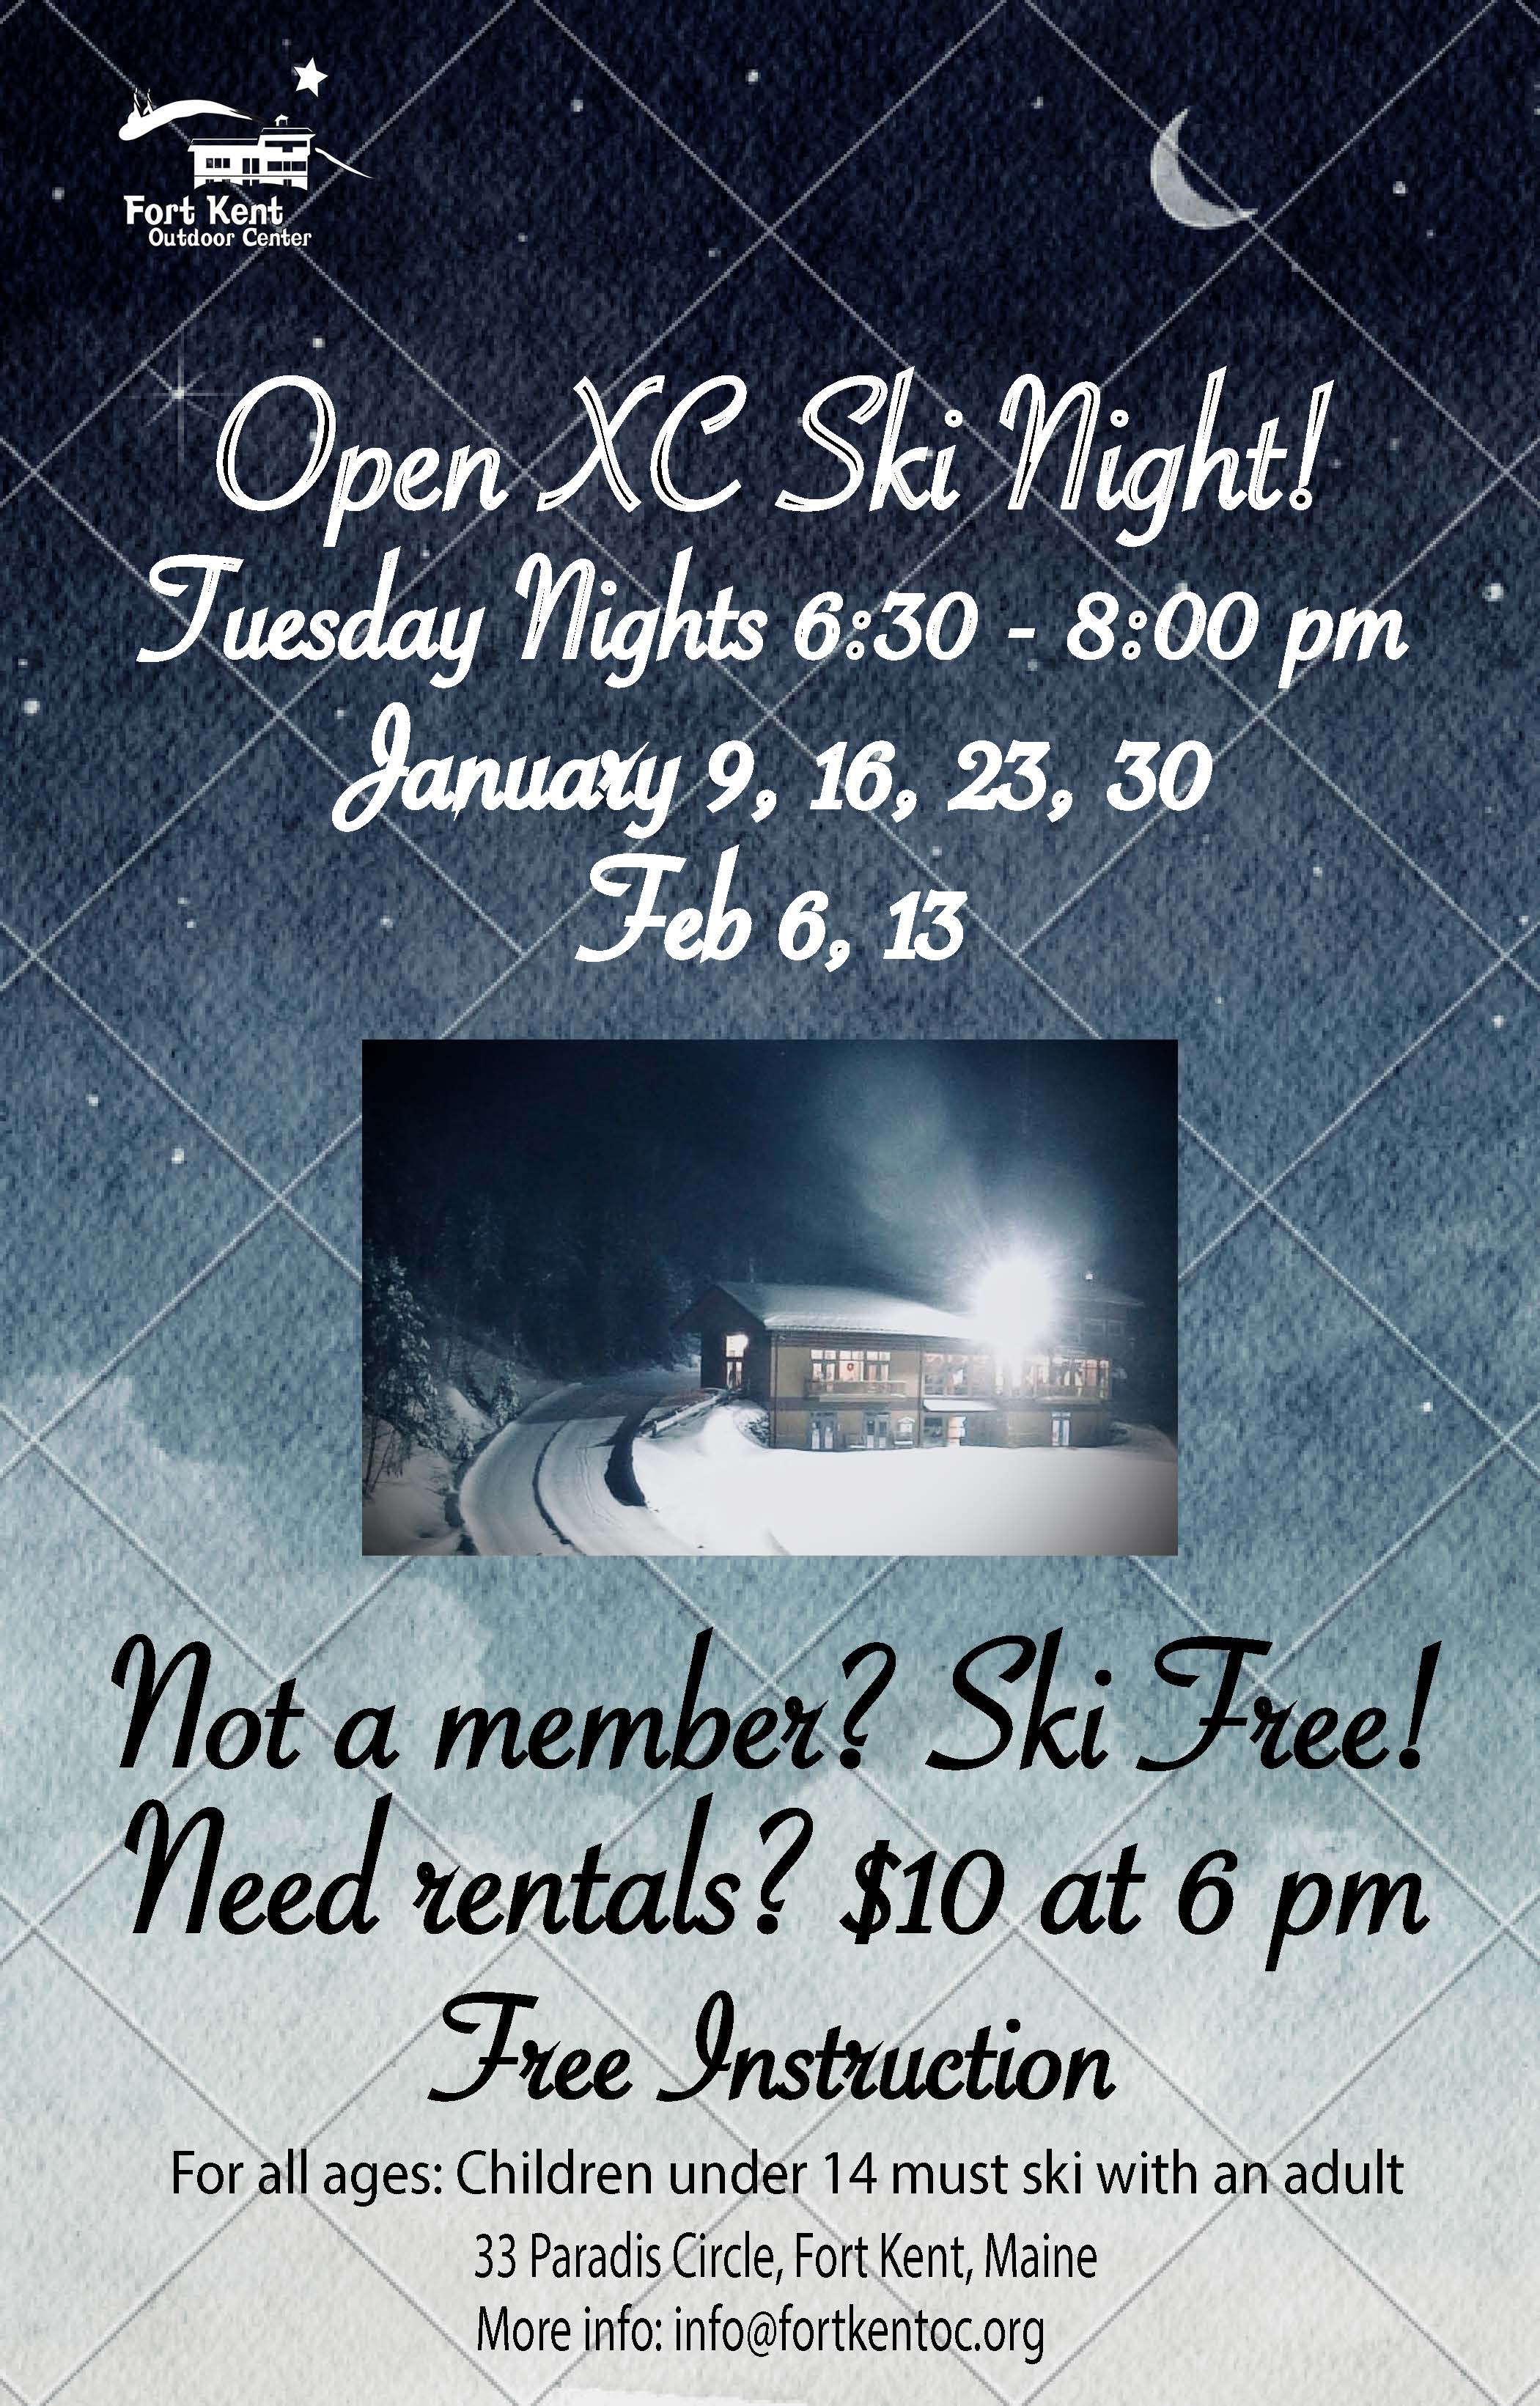 Fort Kent
Outdoor Center
Open XC Ski Night!
Tuesday Nights 6:30 - 8:00 pm
January 9, 16, 23, 30
Feb 6, 13
Not a member? Ski Free!
Need rentals? $10 at 6 pm
Free Instruction
For all ages: Children under 14 must ski with an adult
33 Paradis Circle, Fort Kent, Maine
More info: info@fortkentoc.org